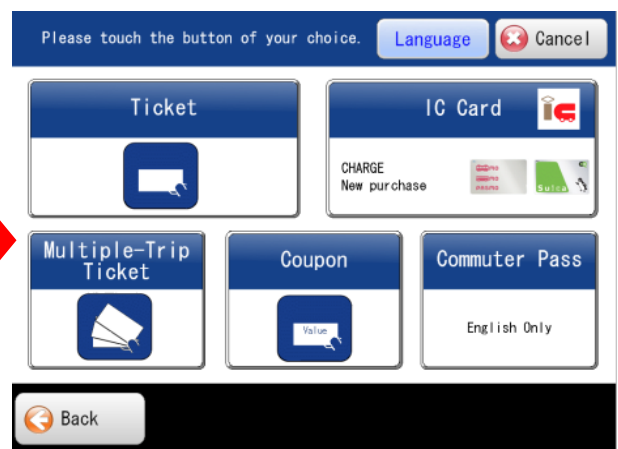 Please touch the button of your choice.
Language
Cancel
Ticket
IC Card
CHARGE
New purchase
PASMO
Suica
Multiple-Trip
Ticket
Coupon
Value
Commuter Pass
English Only
Back